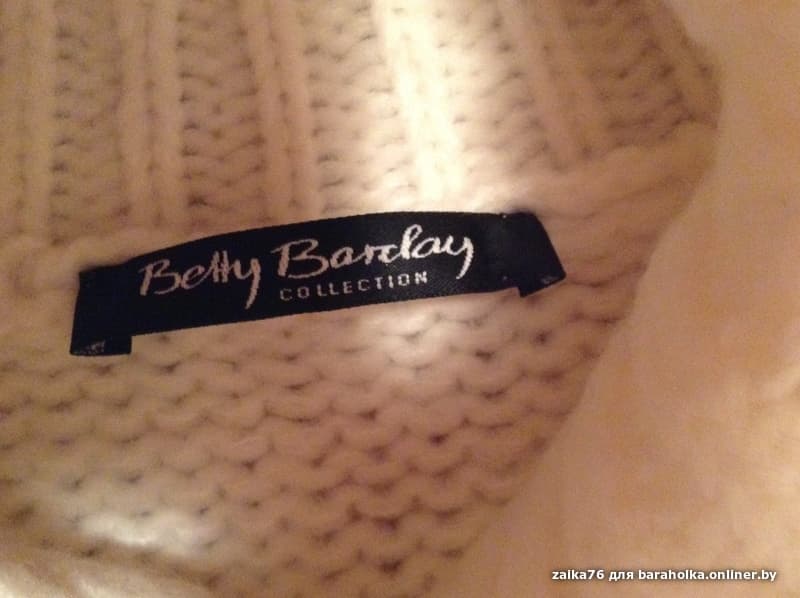 Betty Barclay
COLLECTION
zaika76 для baraholka.onliner.by